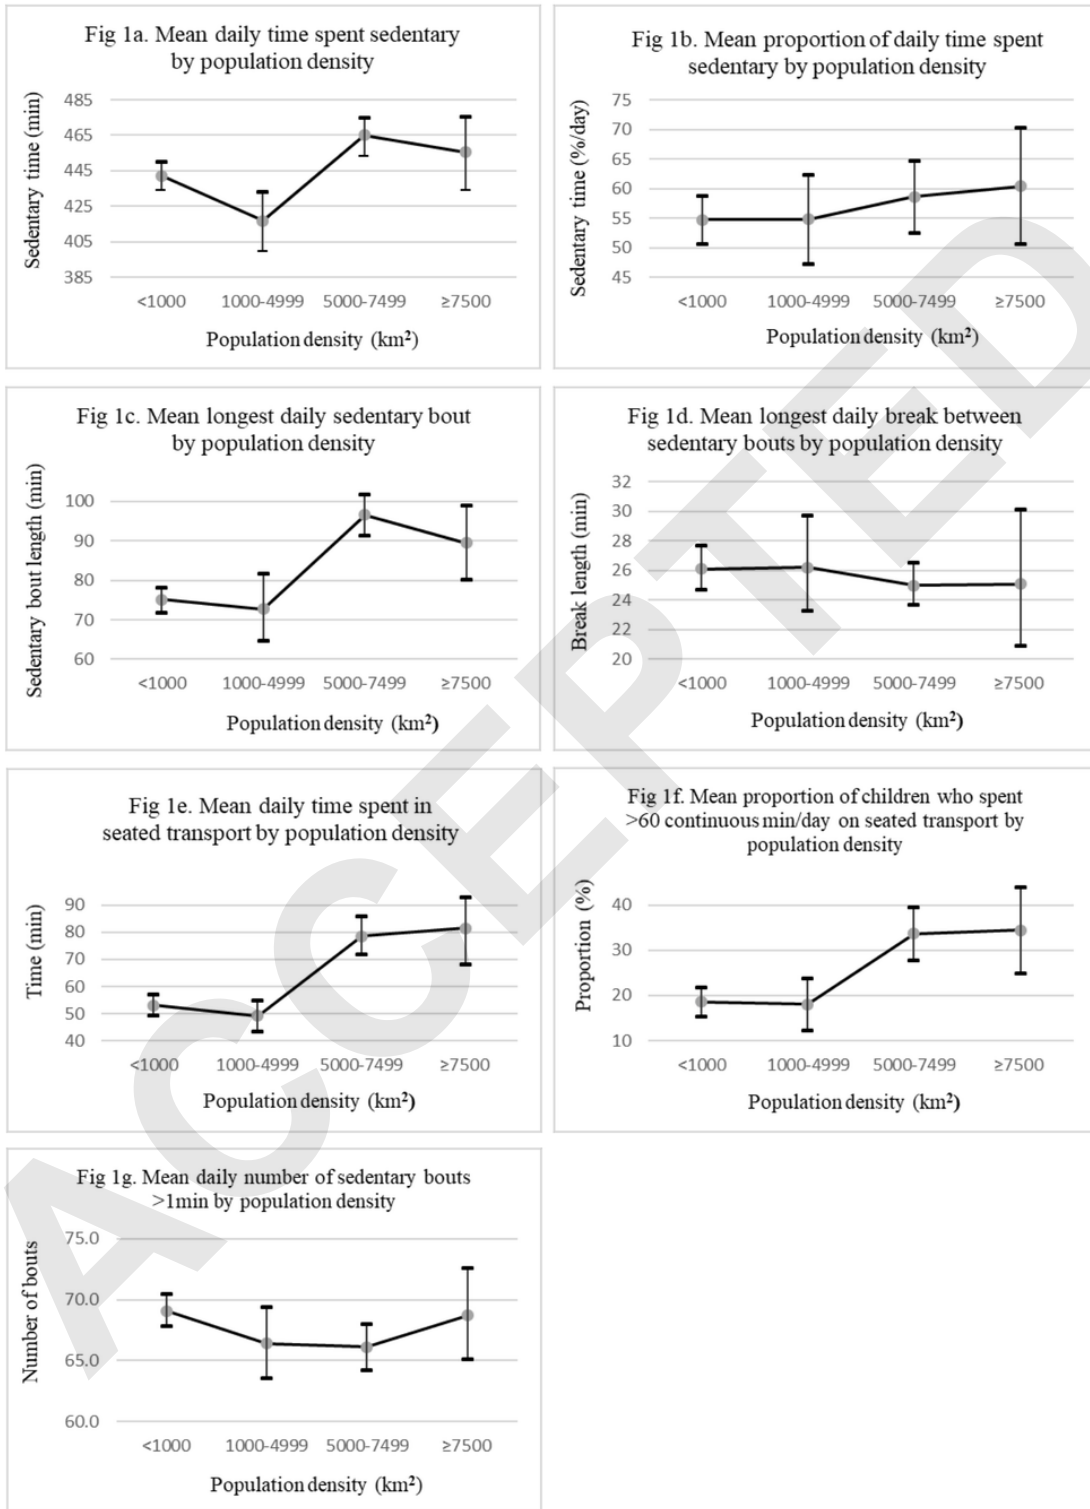 Fig 1a. Mean daily time spent sedentary
by population density
Sedentary time (min)
485
465
445
425
405
385
<1000 1000-4999 5000-7499 ≥7500
Population density (km²)
Fig 1b. Mean proportion of daily time spent
sedentary by population density
Sedentary time (%/day)
75
70
65
60
55
50
45
<1000 1000-4999 5000-7499 ≥7500
Population density (km²)
Fig 1c. Mean longest daily sedentary bout
by population density
Sedentary bout length (min)
100
90
80
70
60
<1000 1000-4999 5000-7499 ≥7500
Population density (km²)
Fig 1d. Mean longest daily break between
sedentary bouts by population density
Break length (min)
32
30
28
26
24
22
20
<1000 1000-4999 5000-7499 ≥7500
Population density (km²)
Fig 1e. Mean daily time spent in
seated transport by population density
Time (min)
90
80
70
60
50
40
<1000 1000-4999 5000-7499 ≥7500
Population density (km²)
Fig 1f. Mean proportion of children who spent
>60 continuous min/day on seated transport by
population density
Proportion (%)
40
30
20
10
<1000 1000-4999 5000-7499 ≥7500
Population density (km²)
Fig 1g. Mean daily number of sedentary bouts
>1min by population density
Number of bouts
75.0
70.0
65.0
60.0
<1000 1000-4999 5000-7499 ≥7500
Population density (km²)
ACCEPTED